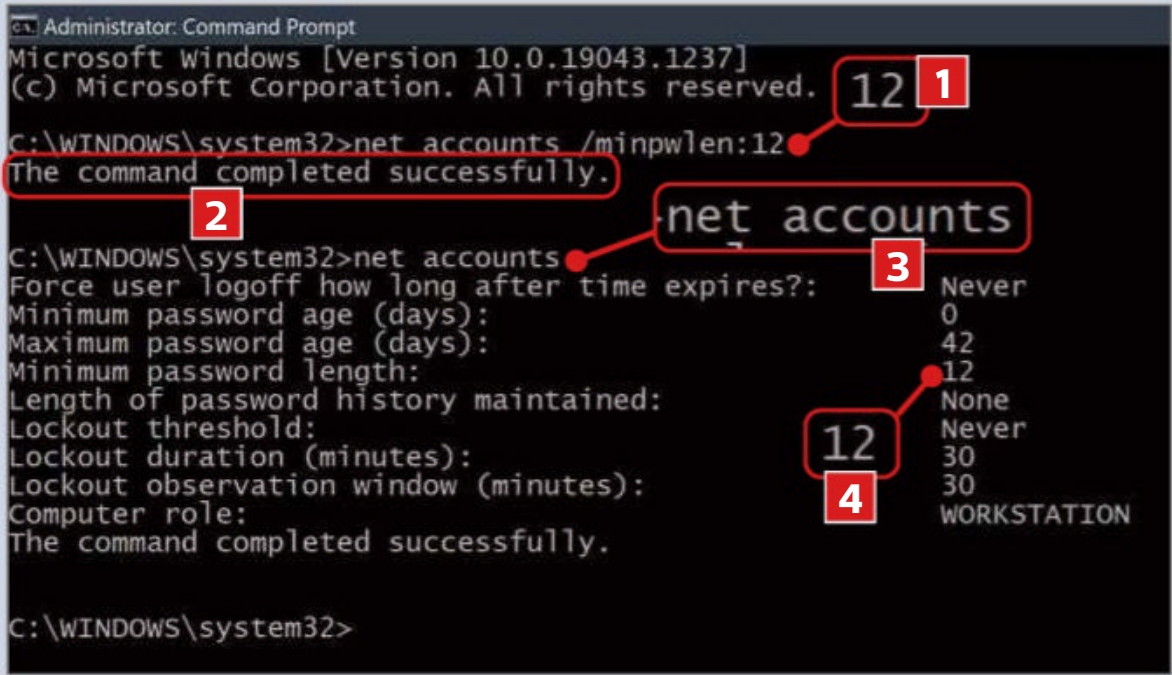 Administrator: Command Prompt
Microsoft Windows [Version 10.0.19043.1237]
(c) Microsoft Corporation. All rights reserved.
12
1
C:\WINDOWS\system32>net accounts /minpwlen:12
The command completed successfully.
2
net accounts
3
C:\WINDOWS\system32>net accounts
Force user logoff how long after time expires?: Never
Minimum password age (days): 0
Maximum password age (days): 42
Minimum password length: 12
Length of password history maintained: None
Lockout threshold: Never
12
Lockout duration (minutes): 30
Lockout observation window (minutes): 30
4
Computer role: WORKSTATION
The command completed successfully.
C:\WINDOWS\system32>